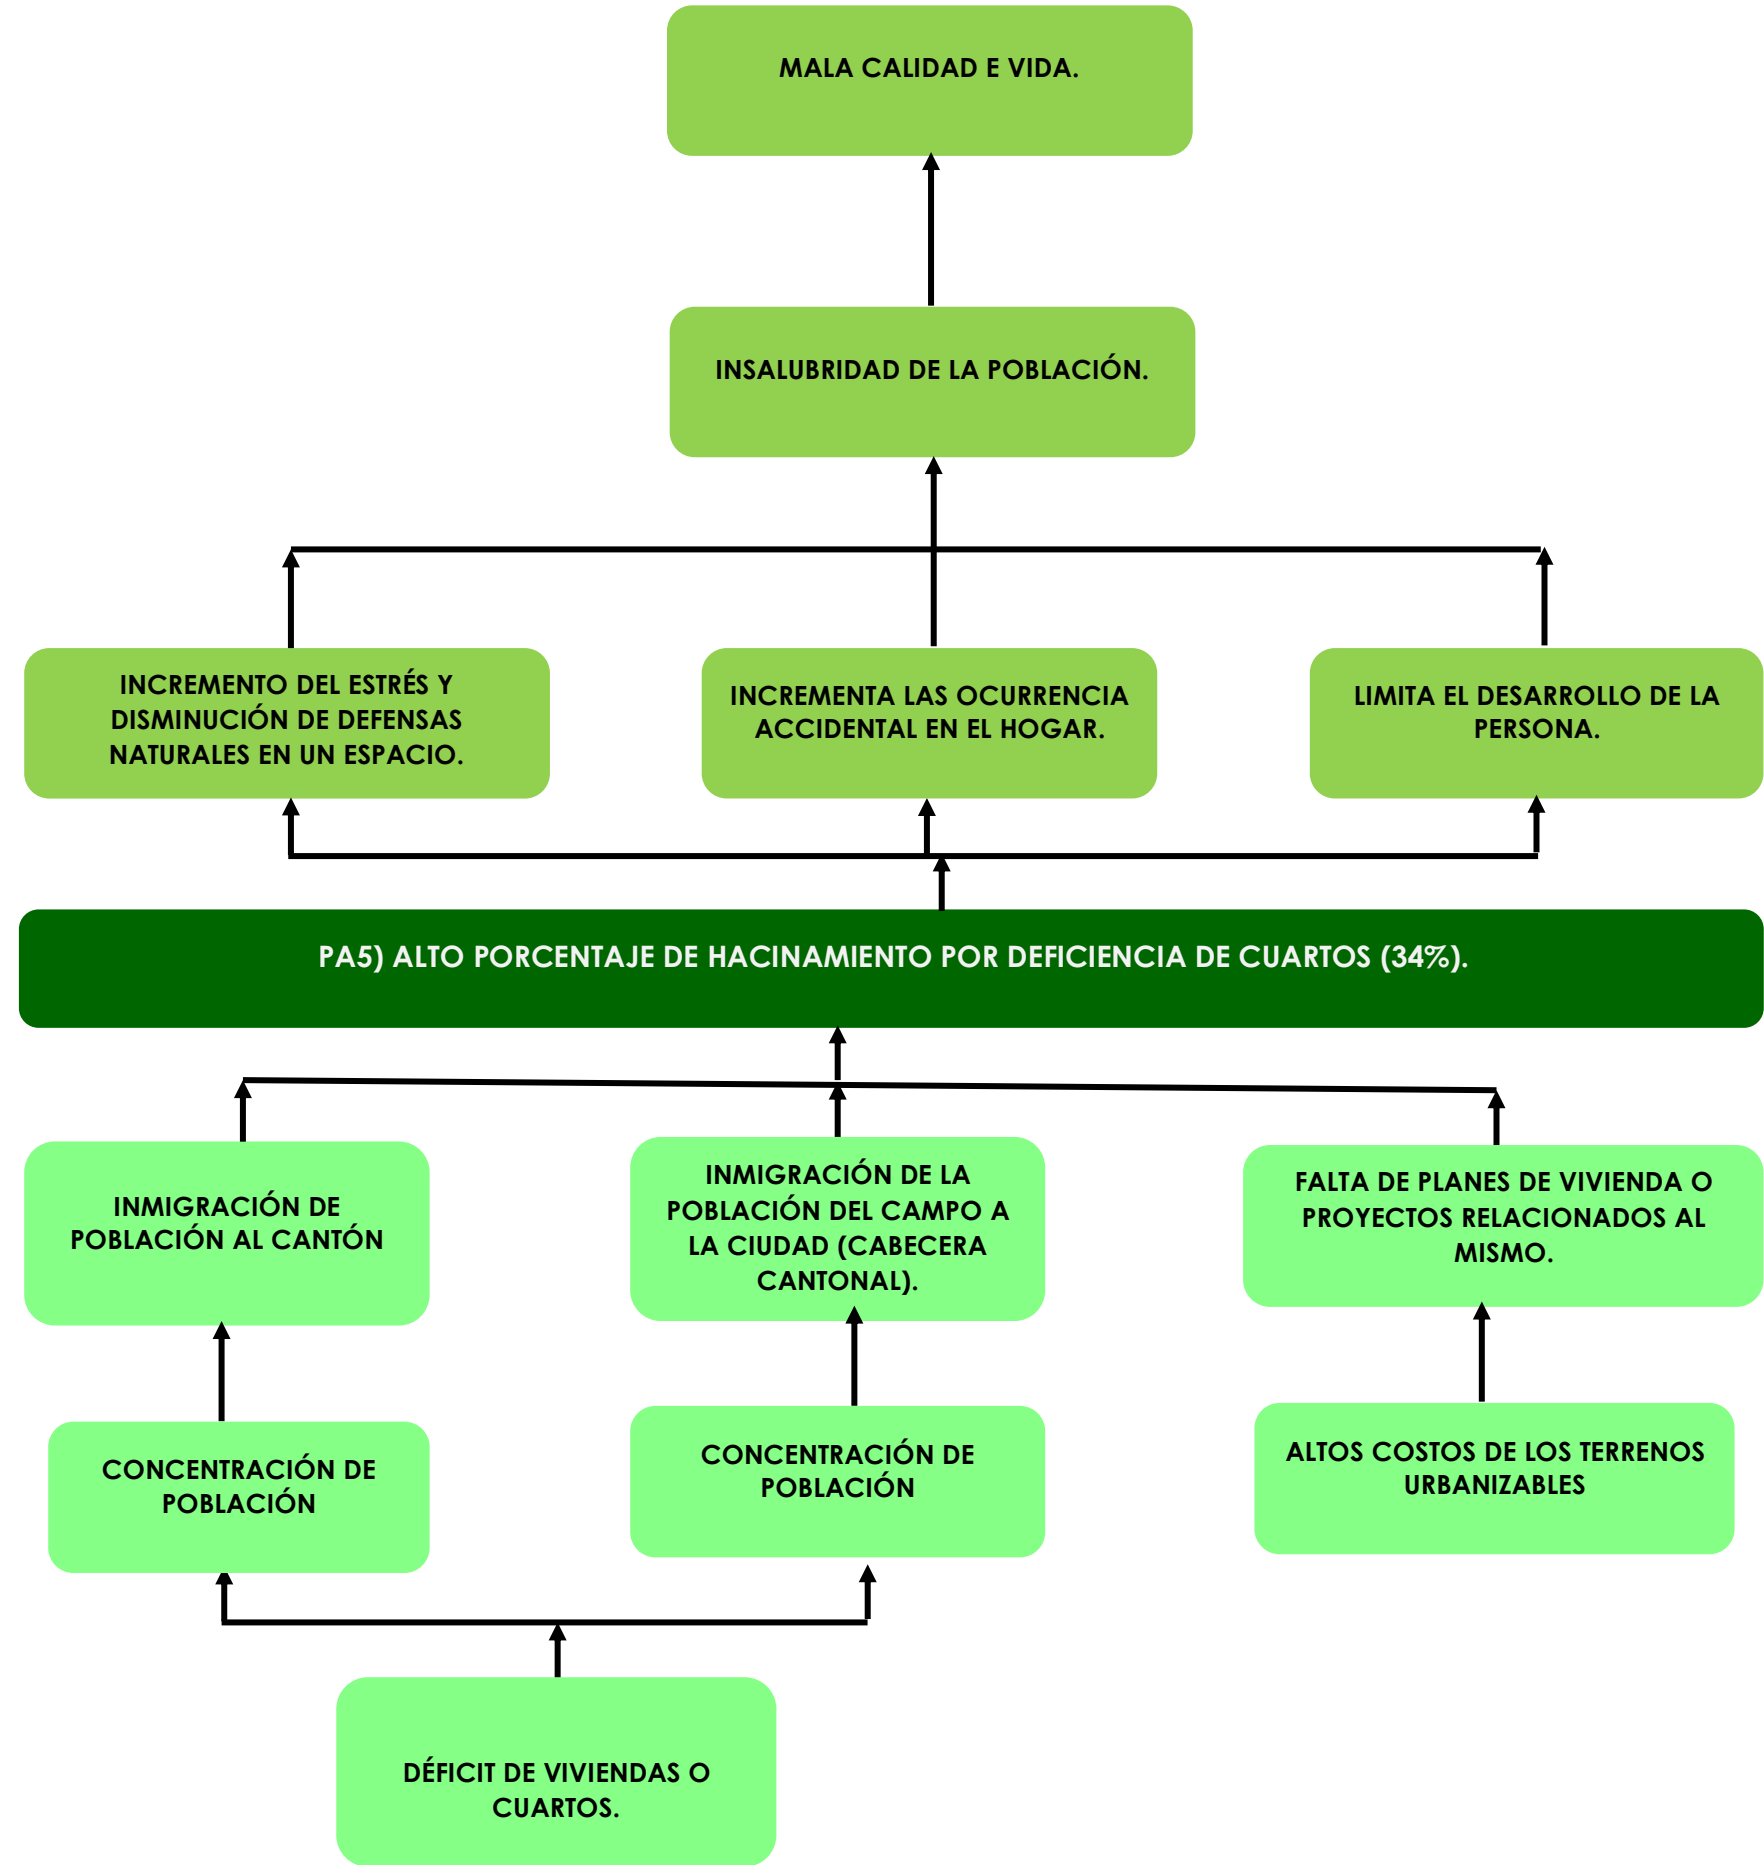 MALA CALIDAD E VIDA.
INSALUBRIDAD DE LA POBLACIÓN.
INCREMENTO DEL ESTRÉS Y
DISMINUCIÓN DE DEFENSAS
NATURALES EN UN ESPACIO.
INCREMENTA LAS OCURRENCIA
ACCIDENTAL EN EL HOGAR.
LIMITA EL DESARROLLO DE LA
PERSONA.
PA5) ALTO PORCENTAJE DE HACINAMIENTO POR DEFICIENCIA DE CUARTOS (34%).
INMIGRACIÓN DE
POBLACIÓN AL CANTÓN
INMIGRACIÓN DE LA
POBLACIÓN DEL CAMPO A
LA CIUDAD (CABECERA
CANTONAL).
FALTA DE PLANES DE VIVIENDA O
PROYECTOS RELACIONADOS AL
MISMO.
CONCENTRACIÓN DE
POBLACIÓN
CONCENTRACIÓN DE
POBLACIÓN
ALTOS COSTOS DE LOS TERRENOS
URBANIZABLES
DÉFICIT DE VIVIENDAS O
CUARTOS.